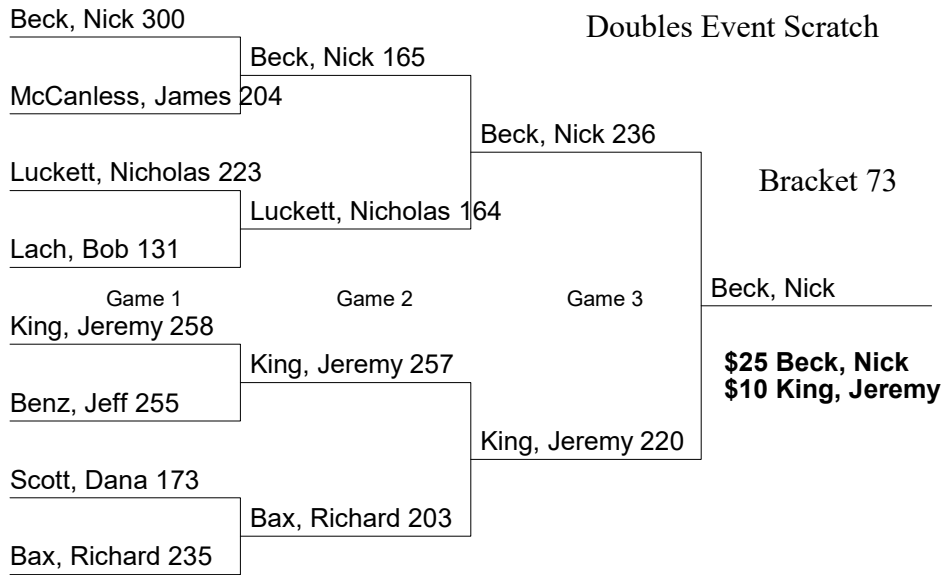 Beck, Nick 300
Doubles Event Scratch
Beck, Nick 165
McCanless, James 204
Beck, Nick 236
Luckett, Nicholas 223
Bracket 73
Luckett, Nicholas 164
Lach, Bob 131
Game 1
Game 2
Game 3
Beck, Nick
King, Jeremy 258
King, Jeremy 257
$25 Beck, Nick
$10 King, Jeremy
Benz, Jeff 255
King, Jeremy 220
Scott, Dana 173
Bax, Richard 203
Bax, Richard 235